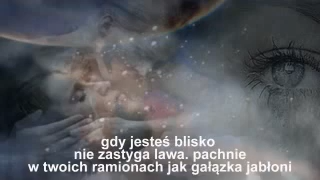 gdy jesteś blisko
nie zastyga lawa. pachnie
w twoich ramionach jak gałązka jabłoni